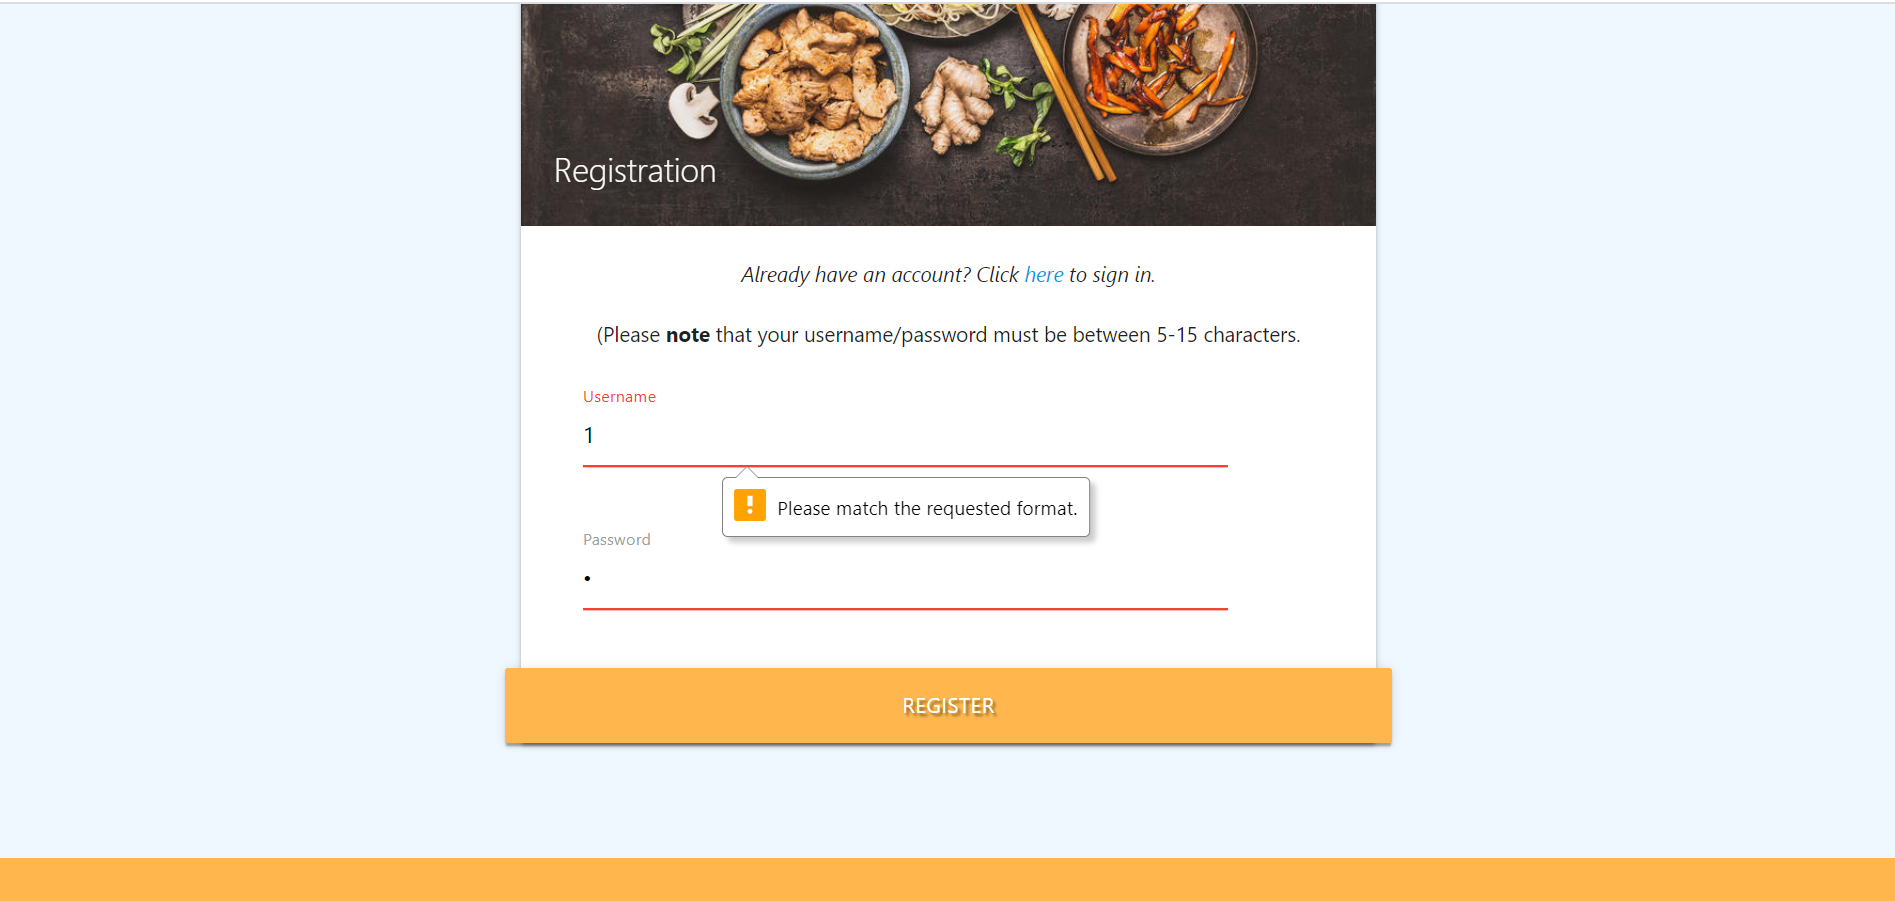 Registration
Already have an account? Click here to sign in.
(Please note that your username/password must be between 5-15 characters.
Username
1
Please match the requested format.
Password
•
REGISTER